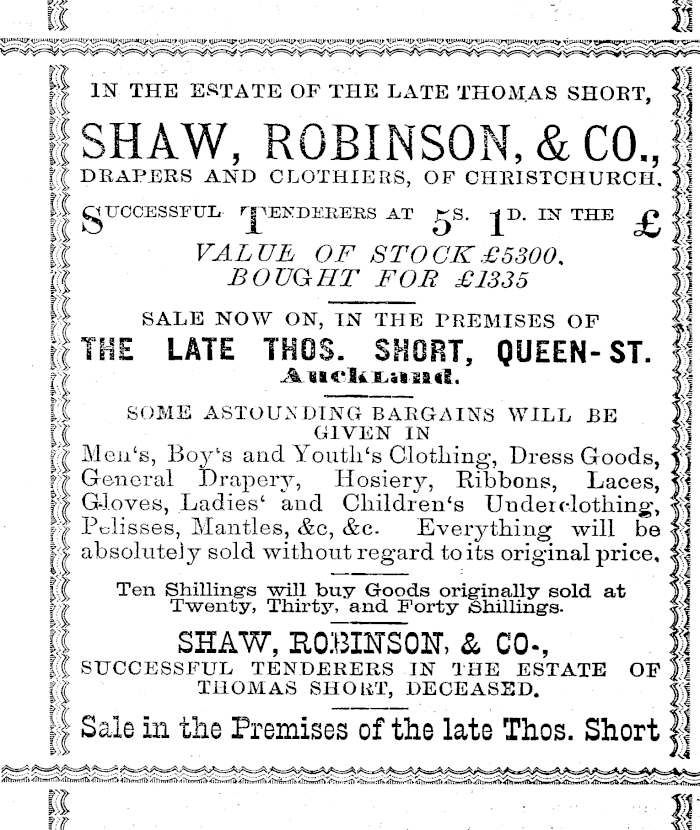 IN THE ESTATE OF THE LATE THOMAS SHORT,
SHAW, ROBINSON, & CO.,
DRAPERS AND CLOTHIERS, OF CHRISTCHURCH.
SUCCESSFUL TENDERERS AT 5S. 1D. IN THE £
VALUE OF STOCK £5300.
BOUGHT FOR £1335
SALE NOW ON, IN THE PREMISES OF
THE LATE THOS. SHORT, QUEEN-ST.
AUCKLAND.
SOME ASTOUNDING BARGAINS WILL BE
GIVEN IN
Men's, Boy's and Youth's Clothing, Dress Goods,
General Drapery, Hosiery, Ribbons, Laces,
Gloves, Ladies' and Children's Underclothing,
Pelisses, Mantles, &c, &c. Everything will be
absolutely sold without regard to its original price.
Ten Shillings will buy Goods originally sold at
Twenty, Thirty, and Forty Shillings.
SHAW, ROBINSON, & CO.,
SUCCESSFUL TENDERERS IN THE ESTATE OF
THOMAS SHORT, DECEASED.
Sale in the Premises of the late Thos. Short